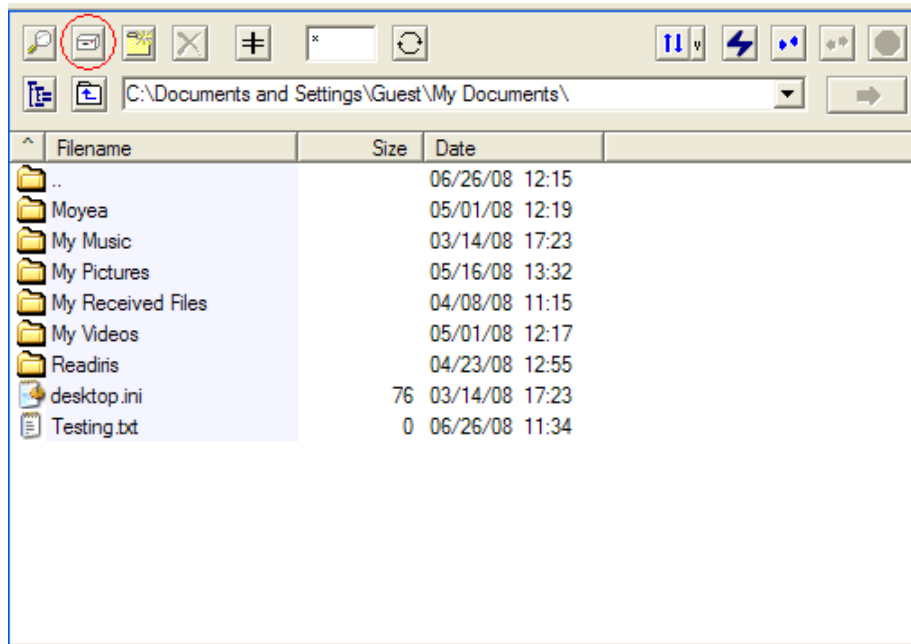 *
v
C:\Documents and Settings\Guest\My Documents\
^ Filename Size Date
.. 06/26/08 12:15
Moyea 05/01/08 12:19
My Music 03/14/08 17:23
My Pictures 05/16/08 13:32
My Received Files 04/08/08 11:15
My Videos 05/01/08 12:17
Readiris 04/23/08 12:55
desktop.ini 76 03/14/08 17:23
Testing.txt 0 06/26/08 11:34